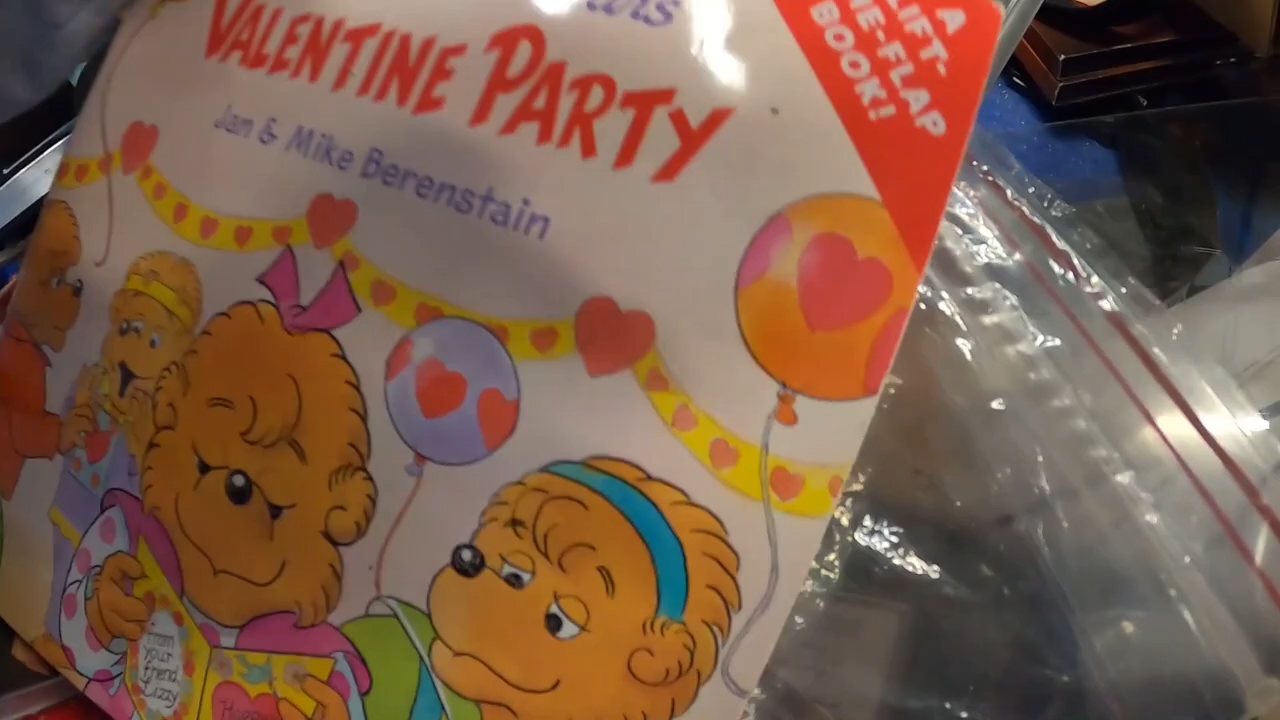 VALENTINE PARTY
Jan & Mike Berenstain
A
LIFT-
THE-FLAP
BOOK!
from
your
friend,
Lizzy